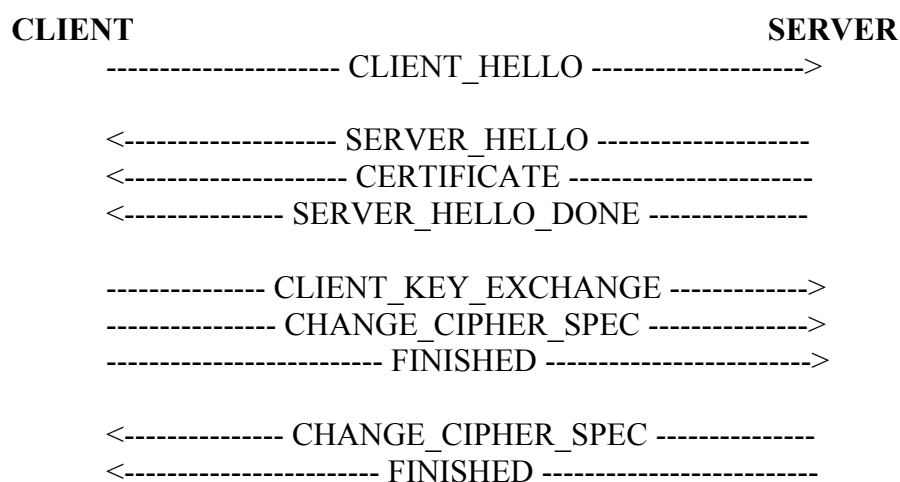 CLIENT SERVER
---------------------- CLIENT_HELLO -------------------->
<-------------------- SERVER_HELLO --------------------
<--------------------- CERTIFICATE -----------------------
<--------------- SERVER_HELLO_DONE ---------------
--------------- CLIENT_KEY_EXCHANGE ------------->
---------------- CHANGE_CIPHER_SPEC --------------->
-------------------------- FINISHED ------------------------->
<--------------- CHANGE_CIPHER_SPEC ---------------
<------------------------ FINISHED --------------------------